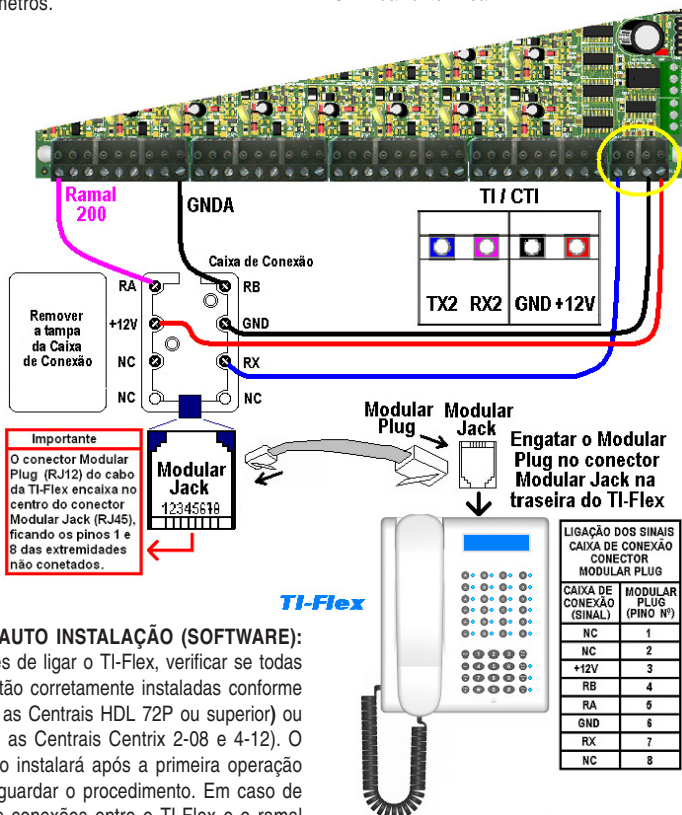 metros.
Ramal
200
GNDA
TI / CTI
TX2 RX2 GND +12V
Caixa de Conexão
Remover
a tampa
da Caixa
de Conexão
RA
RB
+12V
GND
NC
RX
NC
NC
Importante
O conector Modular
Plug (RJ12) do cabo
da TI-Flex encaixa no
centro do conector
Modular Jack (RJ45),
ficando os pinos 1 e
8 das extremidades
não conetados.
Modular
Jack
12345678
Modular
Plug
Modular
Jack
Engatar o Modular
Plug no conector
Modular Jack na
traseira do TI-Flex
TI-Flex
LIGAÇÃO DOS SINAIS
CAIXA DE CONEXÃO
CONECTOR
MODULAR PLUG
CAIXA DE CONEXÃO (SINAL) MODULAR PLUG (PINO Nº)
NC 1
NC 2
+12V 3
RB 4
RA 5
GND 6
RX 7
NC 8
AUTO INSTALAÇÃO (SOFTWARE):
es de ligar o TI-Flex, verificar se todas
tão corretamente instaladas conforme
as Centrais HDL 72P ou superior) ou
as Centrais Centrix 2-08 e 4-12). O
o instalará após a primeira operação
guardar o procedimento. Em caso de
conexões entre o TI-Flex e o ramal